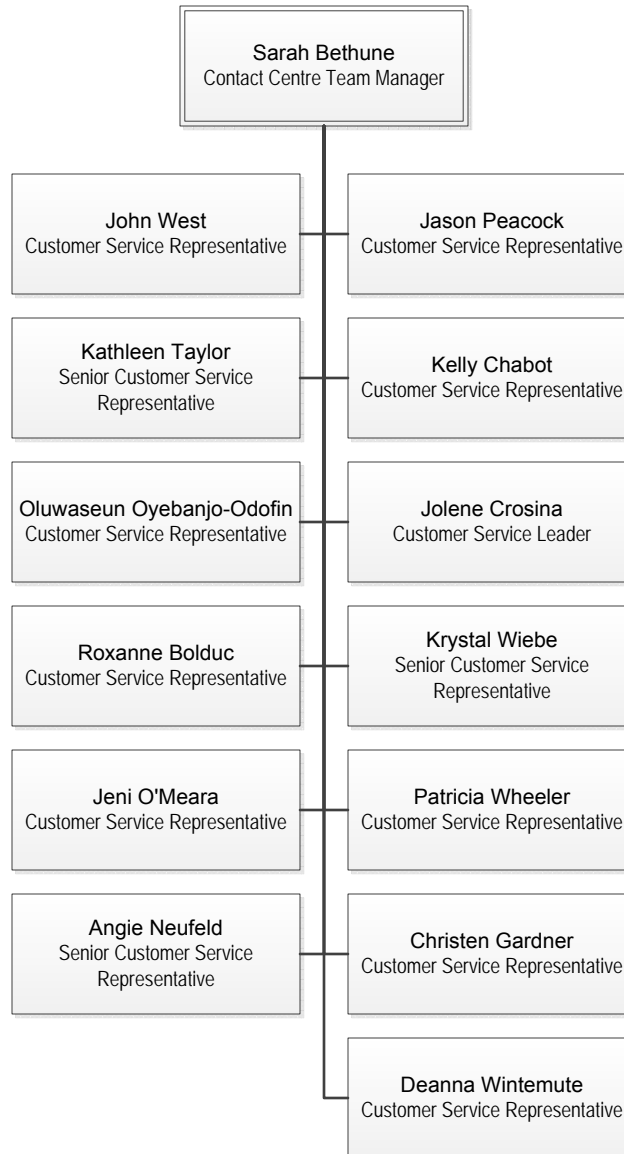 Sarah Bethune
Contact Centre Team Manager
John West
Customer Service Representative
Jason Peacock
Customer Service Representative
Kathleen Taylor
Senior Customer Service
Representative
Kelly Chabot
Customer Service Representative
Oluwaseun Oyebanjo-Odofin
Customer Service Representative
Jolene Crosina
Customer Service Leader
Roxanne Bolduc
Customer Service Representative
Krystal Wiebe
Senior Customer Service
Representative
Jeni O'Meara
Customer Service Representative
Patricia Wheeler
Customer Service Representative
Angie Neufeld
Senior Customer Service
Representative
Christen Gardner
Customer Service Representative
Deanna Wintemute
Customer Service Representative